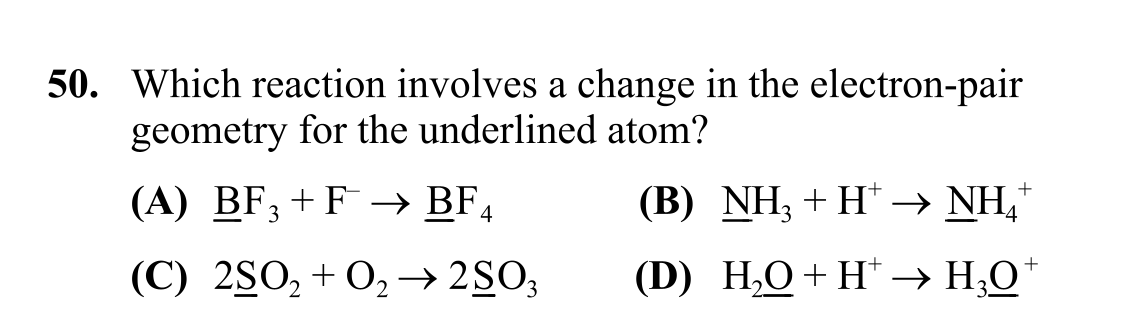 50. Which reaction involves a change in the electron-pair
geometry for the underlined atom?
(A) BF₃ + F⁻ → BF₄ (B) NH₃ + H⁺ → NH₄⁺
(C) 2SO₂ + O₂ → 2SO₃ (D) H₂O + H⁺ → H₃O⁺